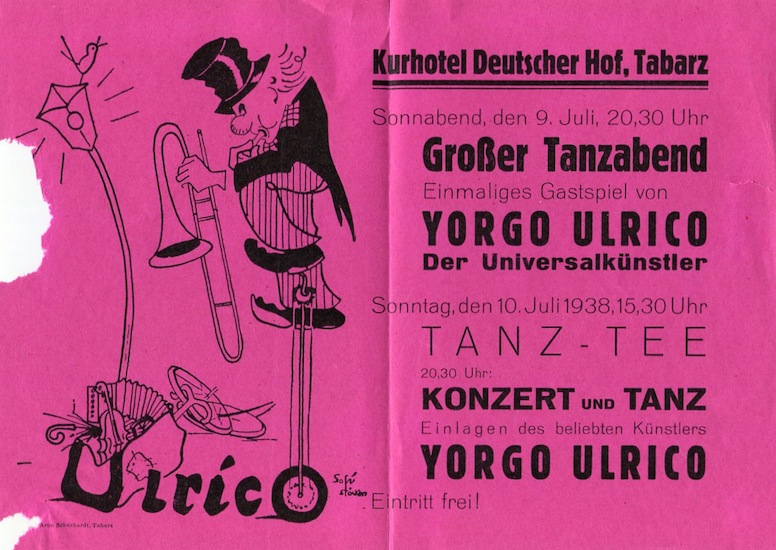 Kurhotel Deutscher Hof, Tabarz
Sonnabend, den 9. Juli, 20,30 Uhr
Großer Tanzabend
Einmaliges Gastspiel von
YORGO ULRICO
Der Universalkünstler
Sonntag, den 10. Juli 1938, 15,30 Uhr
TANZ-TEE
20,30 Uhr:
KONZERT UND TANZ
Einlagen des beliebten Künstlers
YORGO ULRICO
Eintritt frei!
Ulrico
Tabarz